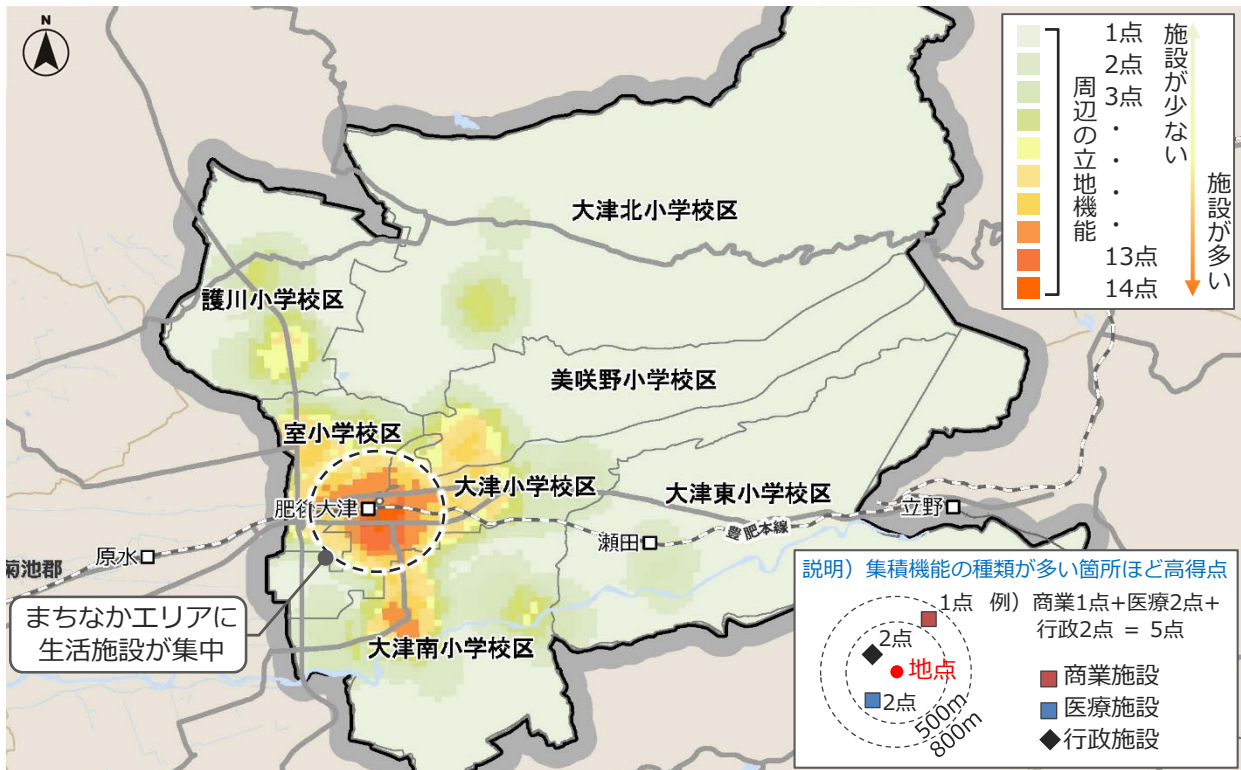 N
1点
2点
3点
・
・
・
・
13点
14点
周辺の立地機能
施設が少ない
施設が多い
大津北小学校区
護川小学校区
美咲野小学校区
室小学校区
大津小学校区
大津東小学校区
肥後大津
立野
瀬田
豊肥本線
原水
菊池郡
大津南小学校区
まちなかエリアに
生活施設が集中
説明）集積機能の種類が多い箇所ほど高得点
1点
例）商業1点+医療2点+
行政2点 = 5点
2点
地点
2点
500m
800m
商業施設
医療施設
行政施設